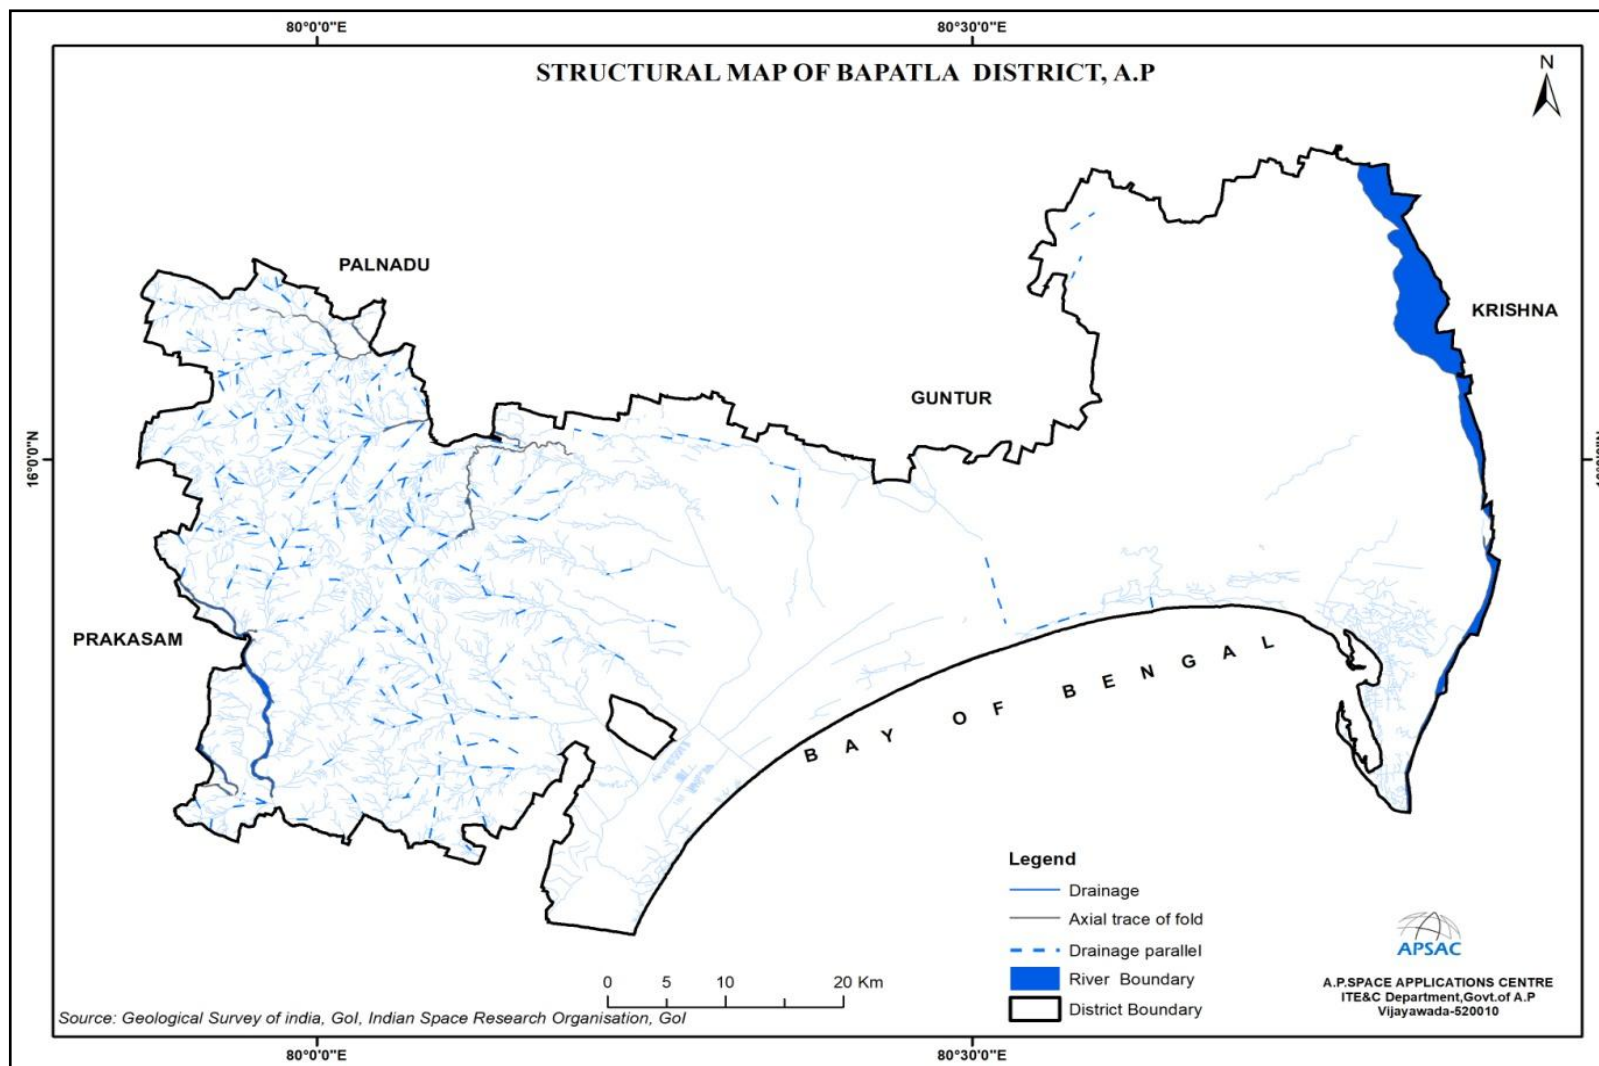 80°0'0"E
80°30'0"E
STRUCTURAL MAP OF BAPATLA DISTRICT, A.P
N
PALNADU
KRISHNA
GUNTUR
16°0'0"N
PRAKASAM
BAY OF BENGAL
Legend
Drainage
Axial trace of fold
Drainage parallel
River Boundary
District Boundary
0 5 10 20 Km
APSAC
A.P.SPACE APPLICATIONS CENTRE
ITE&C Department,Govt.of A.P
Vijayawada-520010
Source: Geological Survey of india, GoI, Indian Space Research Organisation, GoI
80°0'0"E
80°30'0"E